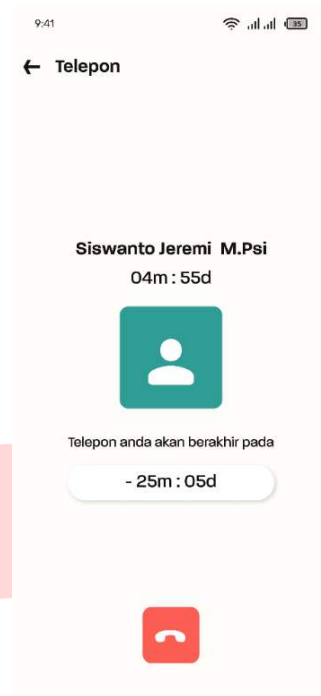 9:41
35
Telepon
Siswanto Jeremi M.Psi
04m : 55d
Telepon anda akan berakhir pada
- 25m : 05d